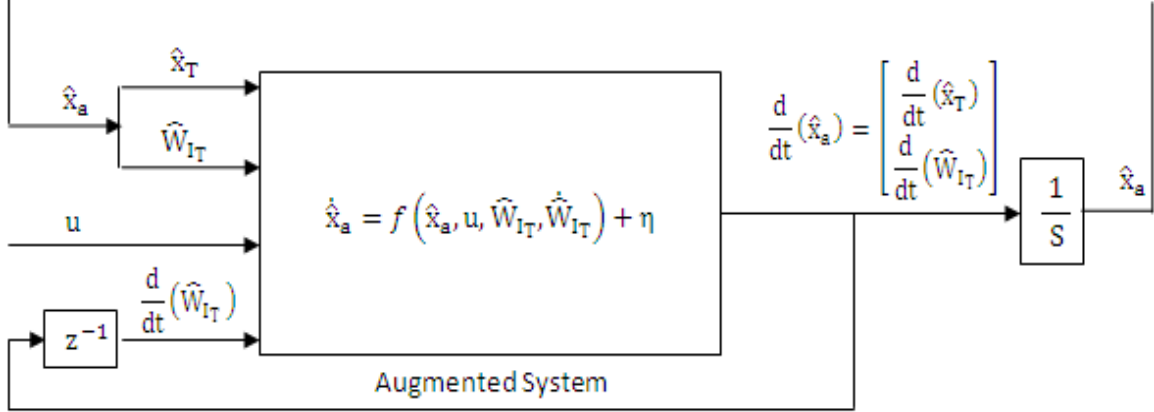 x̂_T
x̂_a
Ŵ_{I_T}
u
d/dt(Ŵ_{I_T})
z⁻¹
ẋ̂_a = f(x̂_a, u, Ŵ_{I_T}, Ŵ̇_{I_T}) + η
Augmented System
d/dt(x̂_a) = [d/dt(x̂_T)
d/dt(Ŵ_{I_T})]
1/S
x̂_a